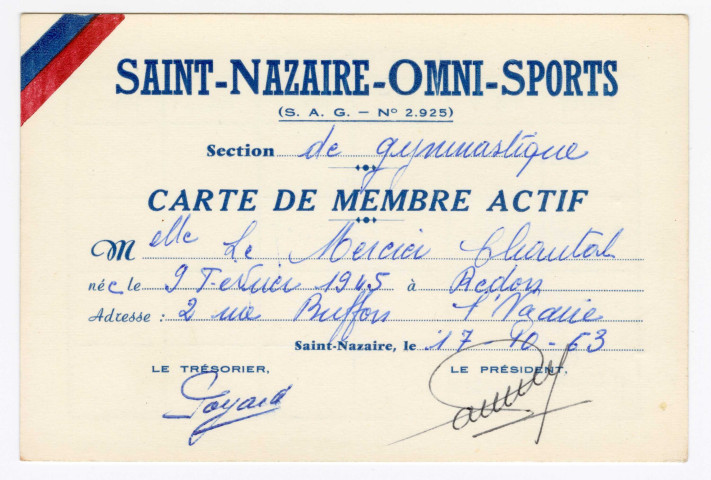 SAINT-NAZAIRE-OMNI-SPORTS
(S. A. G. – Nº 2.925)
Section de gymnastique
CARTE DE MEMBRE ACTIF
Melle Le Mercier Chantal
née le 9 Février 1945 à Redon
Adresse : 2 rue Buffon St Nazaire
Saint-Nazaire, le 17-10-63
LE TRÉSORIER, LE PRÉSIDENT,